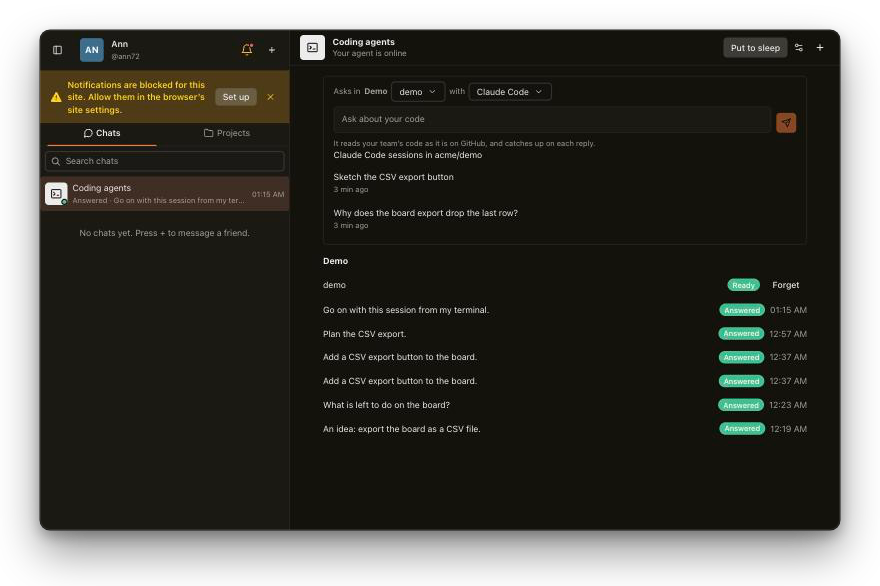 AN
Ann
@ann72
Notifications are blocked for this
site. Allow them in the browser's
site settings.
Set up
Chats
Projects
Search chats
Coding agents
Answered · Go on with this session from my ter...
01:15 AM
No chats yet. Press + to message a friend.
Coding agents
Your agent is online
Put to sleep
Asks in Demo demo with Claude Code
Ask about your code
It reads your team's code as it is on GitHub, and catches up on each reply.
Claude Code sessions in acme/demo
Sketch the CSV export button
3 min ago
Why does the board export drop the last row?
3 min ago
Demo
demo Ready Forget
Go on with this session from my terminal. Answered 01:15 AM
Plan the CSV export. Answered 12:57 AM
Add a CSV export button to the board. Answered 12:37 AM
Add a CSV export button to the board. Answered 12:37 AM
What is left to do on the board? Answered 12:23 AM
An idea: export the board as a CSV file. Answered 12:19 AM